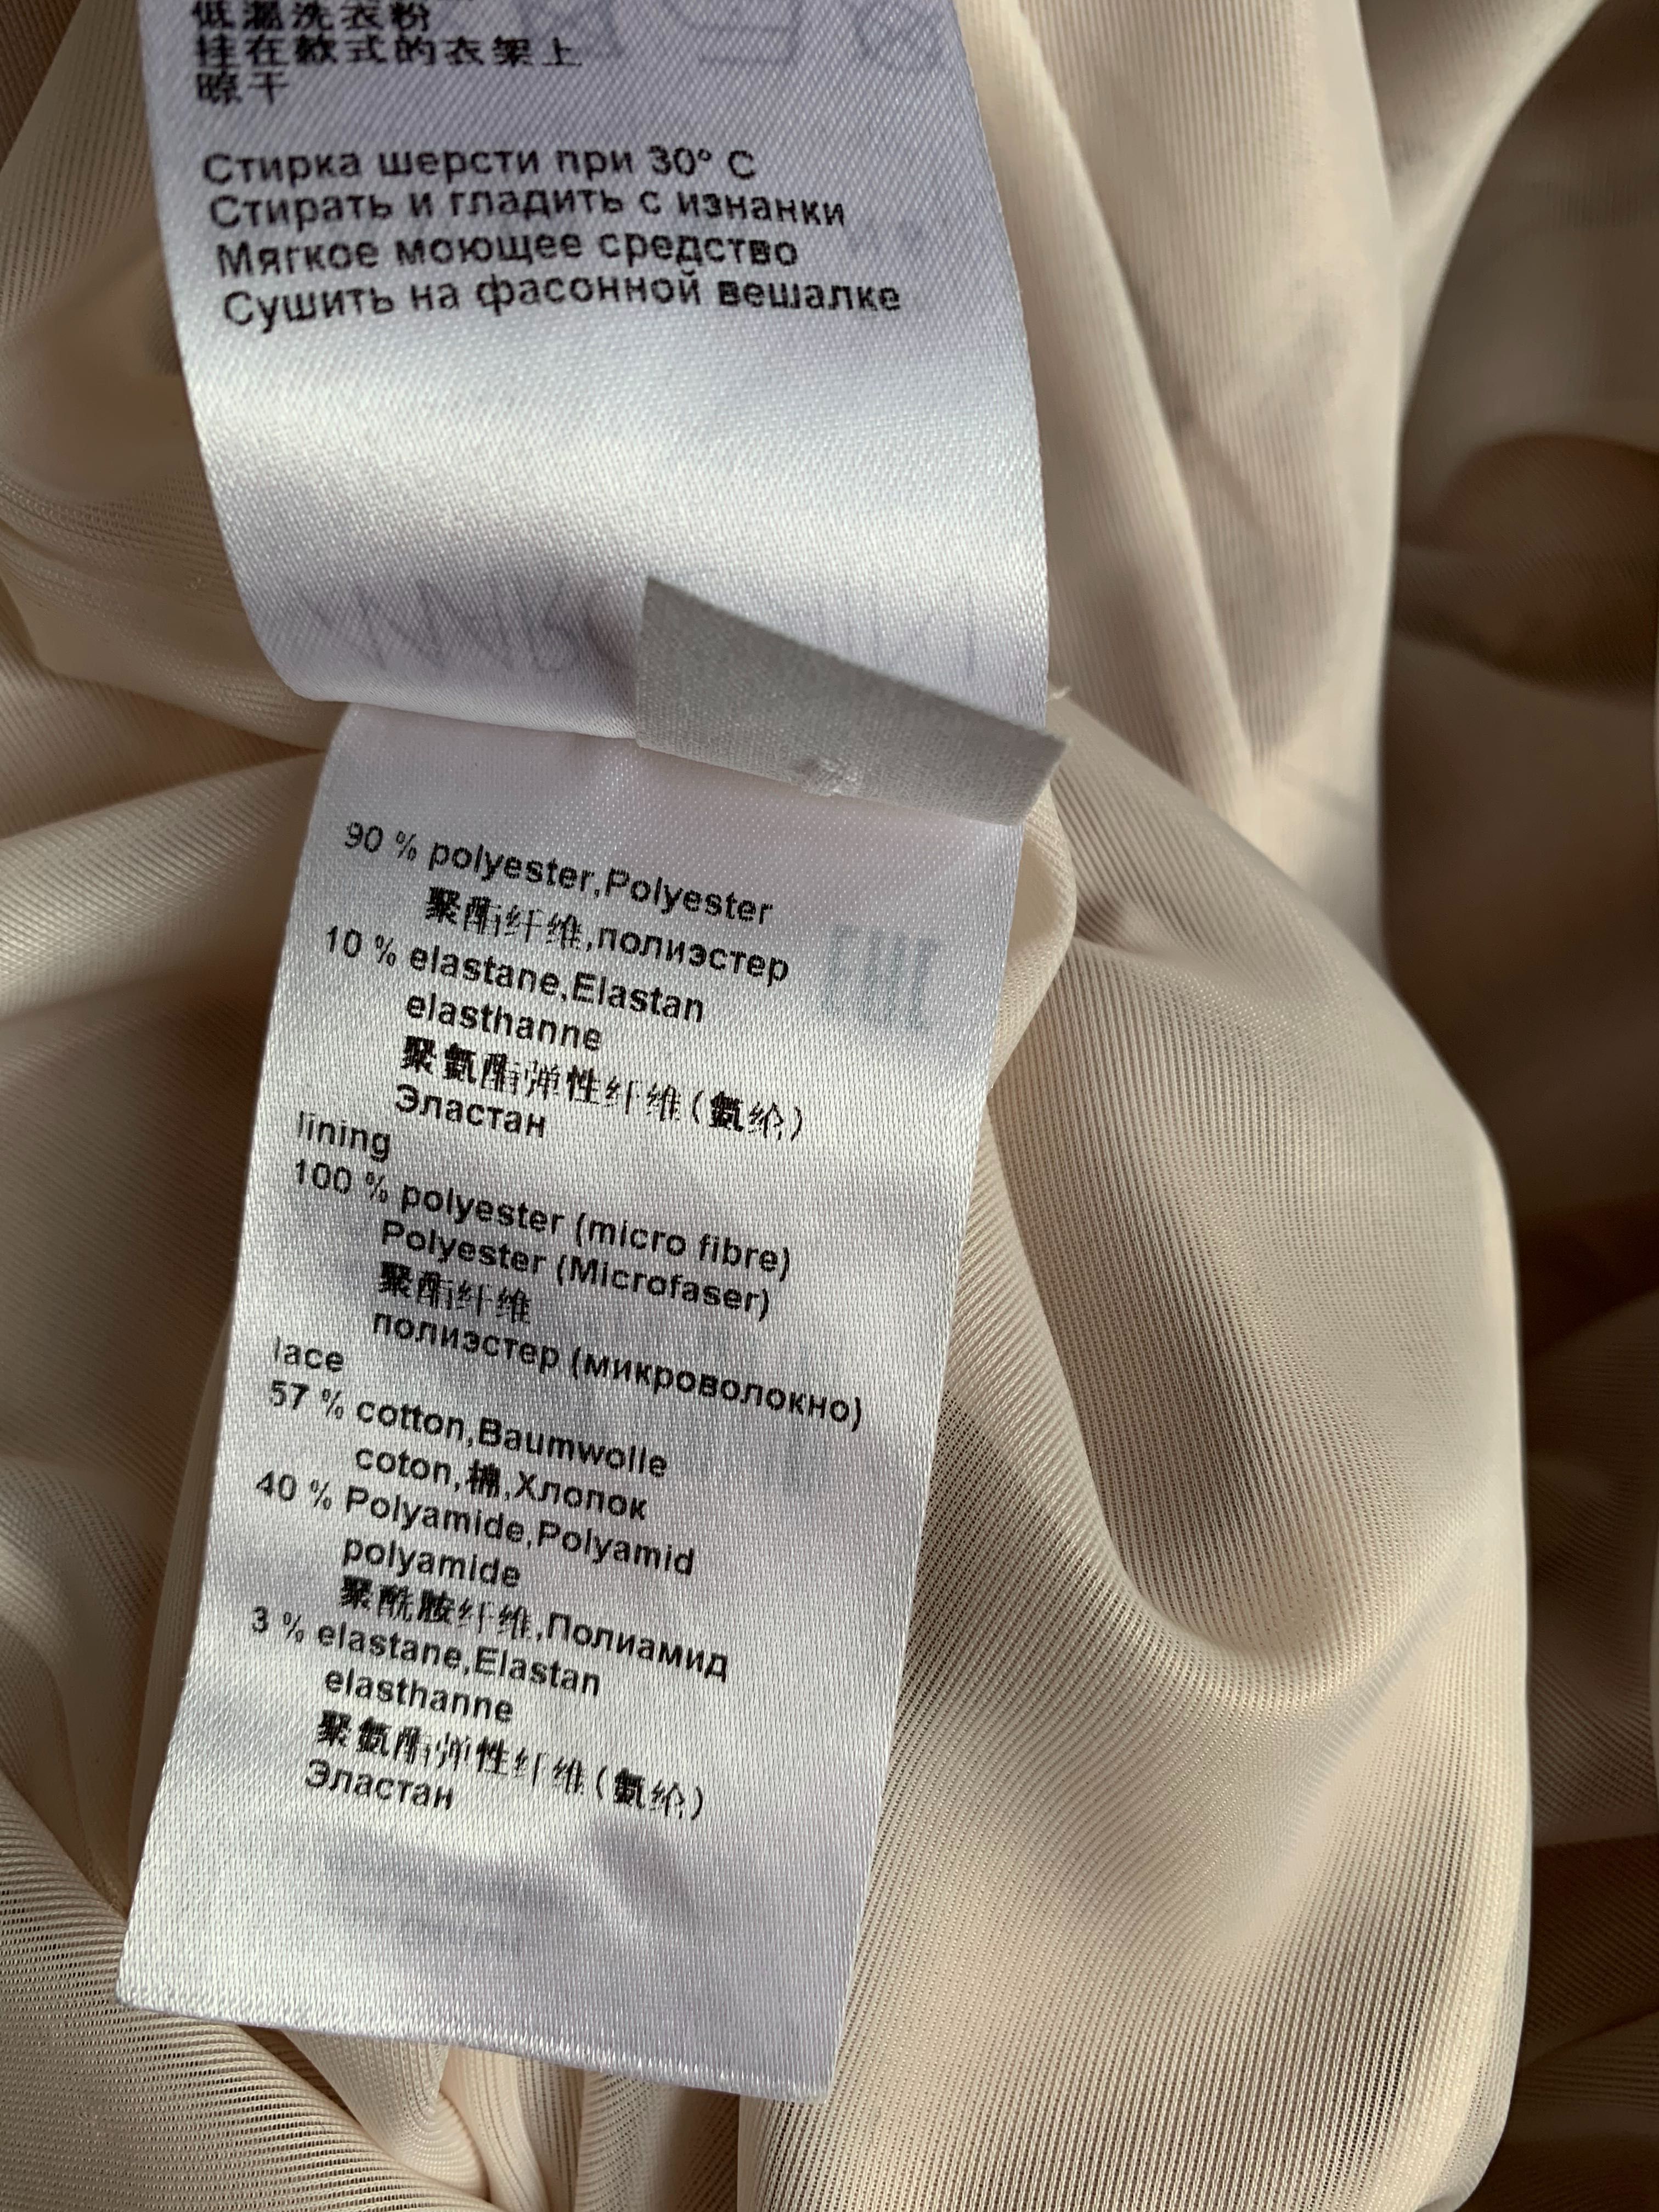 低温洗衣粉
挂在款式的衣架上
晾干
Стирка шерсти при 30° C
Стирать и гладить с изнанки
Мягкое моющее средство
Сушить на фасонной вешалке
90 % polyester,Polyester
聚酯纤维,полиэстер
10 % elastane,Elastan
elasthanne
聚氨酯弹性纤维(氨纶)
Эластан
lining
100 % polyester (micro fibre)
Polyester (Microfaser)
聚酯纤维
полиэстер (микроволокно)
lace
57 % cotton,Baumwolle
coton,棉,Хлопок
40 % Polyamide,Polyamid
polyamide
聚酰胺纤维,Полиамид
3 % elastane,Elastan
elasthanne
聚氨酯弹性纤维(氨纶)
Эластан